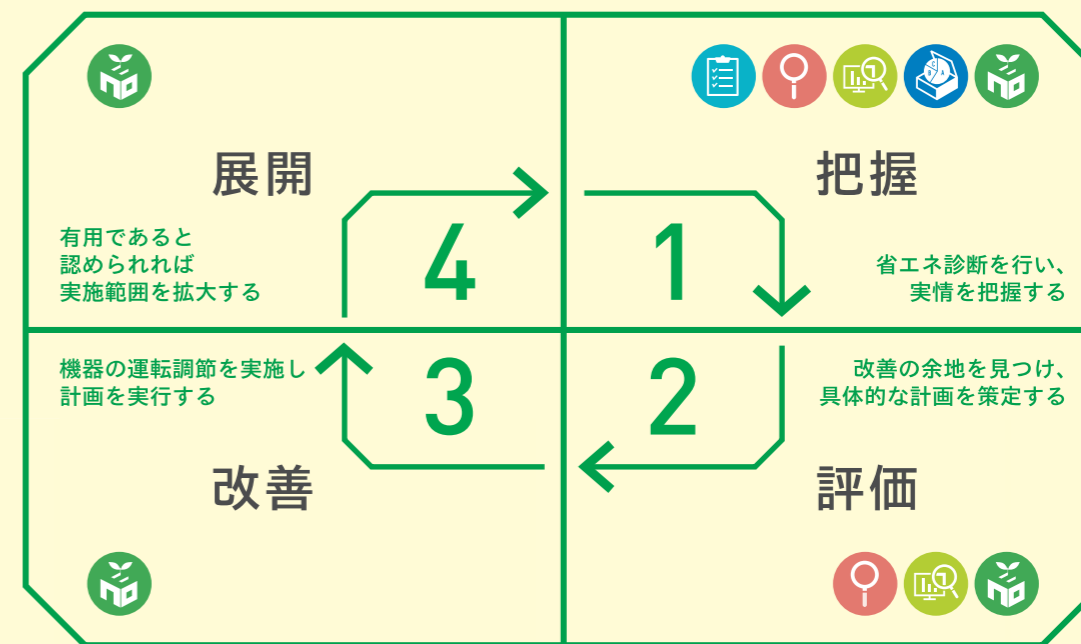 展開
有用であると
認められれば
実施範囲を拡大する
4
把握
1
省エネ診断を行い、
実情を把握する
機器の運転調節を実施し
計画を実行する
3
改善
2
改善の余地を見つけ、
具体的な計画を策定する
評価